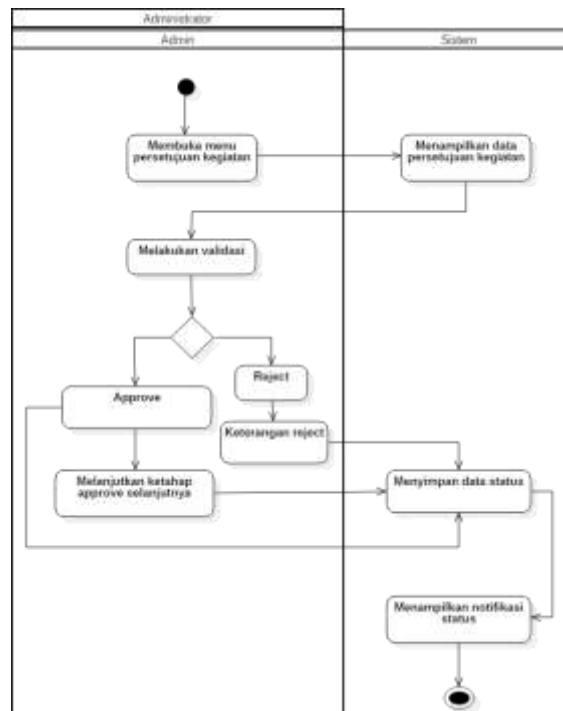 Administrator
Admin
Sistem
Membuka menu
persetujuan kegiatan
Menampilkan data
persetujuan kegiatan
Melakukan validasi
Approve
Reject
Keterangan reject
Melanjutkan ketahap
approve selanjutnya
Menyimpan data status
Menampilkan notifikasi
status